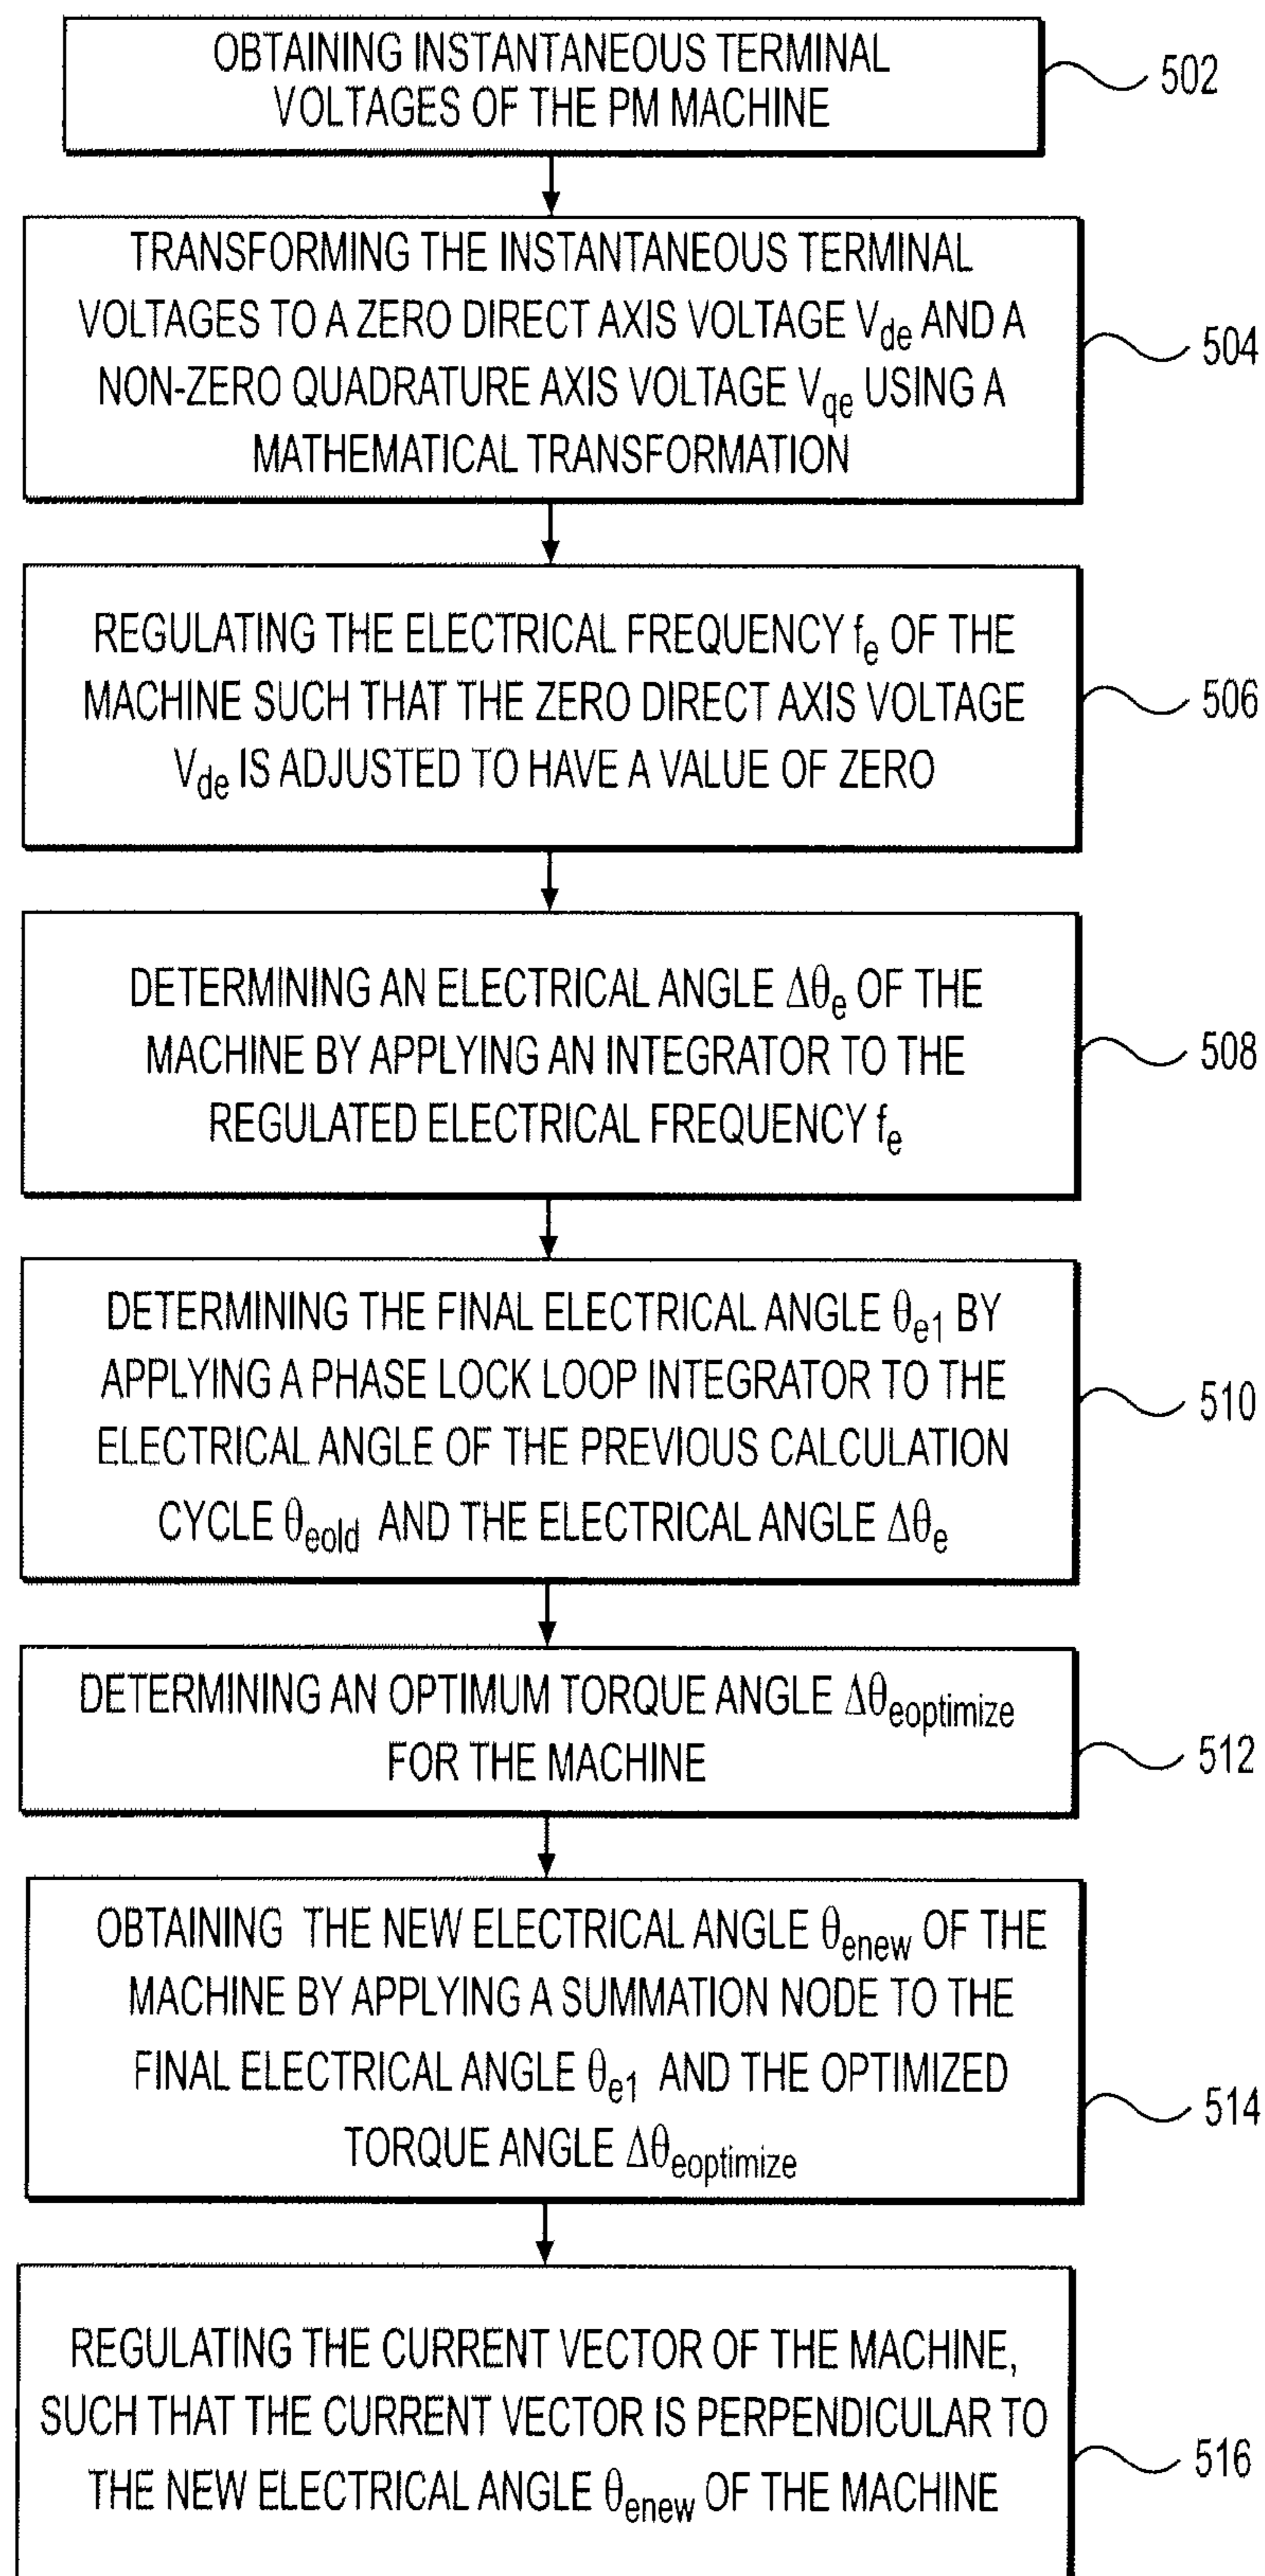 OBTAINING INSTANTANEOUS TERMINAL
VOLTAGES OF THE PM MACHINE
502
TRANSFORMING THE INSTANTANEOUS TERMINAL
VOLTAGES TO A ZERO DIRECT AXIS VOLTAGE Vde AND A
NON-ZERO QUADRATURE AXIS VOLTAGE Vqe USING A
MATHEMATICAL TRANSFORMATION
504
REGULATING THE ELECTRICAL FREQUENCY fe OF THE
MACHINE SUCH THAT THE ZERO DIRECT AXIS VOLTAGE
Vde IS ADJUSTED TO HAVE A VALUE OF ZERO
506
DETERMINING AN ELECTRICAL ANGLE Δθe OF THE
MACHINE BY APPLYING AN INTEGRATOR TO THE
REGULATED ELECTRICAL FREQUENCY fe
508
DETERMINING THE FINAL ELECTRICAL ANGLE θe1 BY
APPLYING A PHASE LOCK LOOP INTEGRATOR TO THE
ELECTRICAL ANGLE OF THE PREVIOUS CALCULATION
CYCLE θeold AND THE ELECTRICAL ANGLE Δθe
510
DETERMINING AN OPTIMUM TORQUE ANGLE Δθeoptimize
FOR THE MACHINE
512
OBTAINING THE NEW ELECTRICAL ANGLE θenew OF THE
MACHINE BY APPLYING A SUMMATION NODE TO THE
FINAL ELECTRICAL ANGLE θe1 AND THE OPTIMIZED
TORQUE ANGLE Δθeoptimize
514
REGULATING THE CURRENT VECTOR OF THE MACHINE,
SUCH THAT THE CURRENT VECTOR IS PERPENDICULAR TO
THE NEW ELECTRICAL ANGLE θenew OF THE MACHINE
516